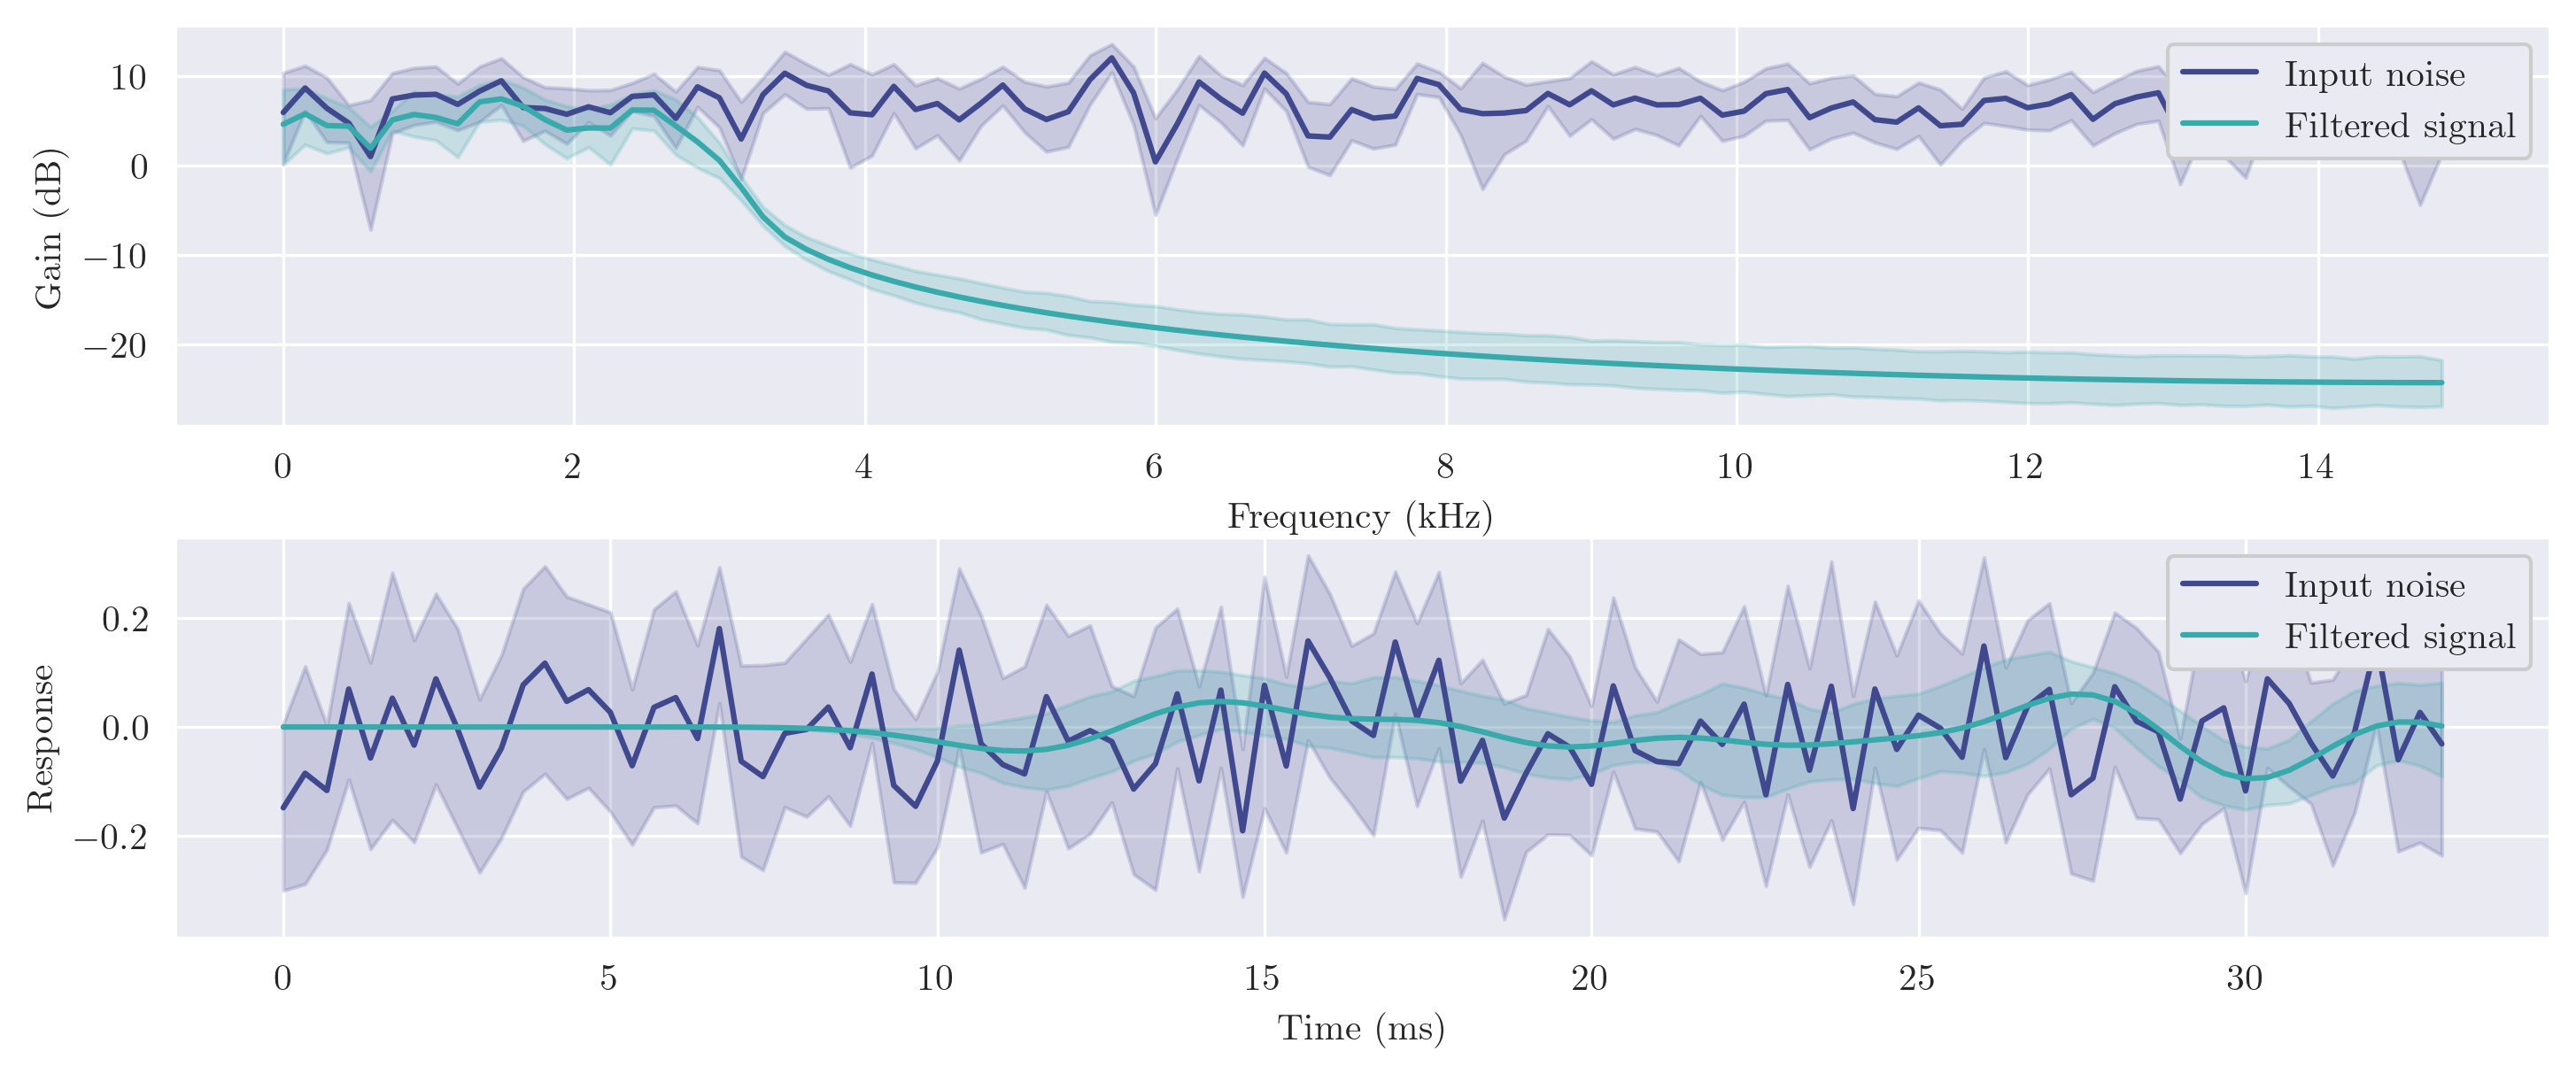 10
0
−10
−20
Gain (dB)
Input noise
Filtered signal
0 2 4 6 8 10 12 14
Frequency (kHz)
0.2
0.0
−0.2
Response
Input noise
Filtered signal
0 5 10 15 20 25 30
Time (ms)